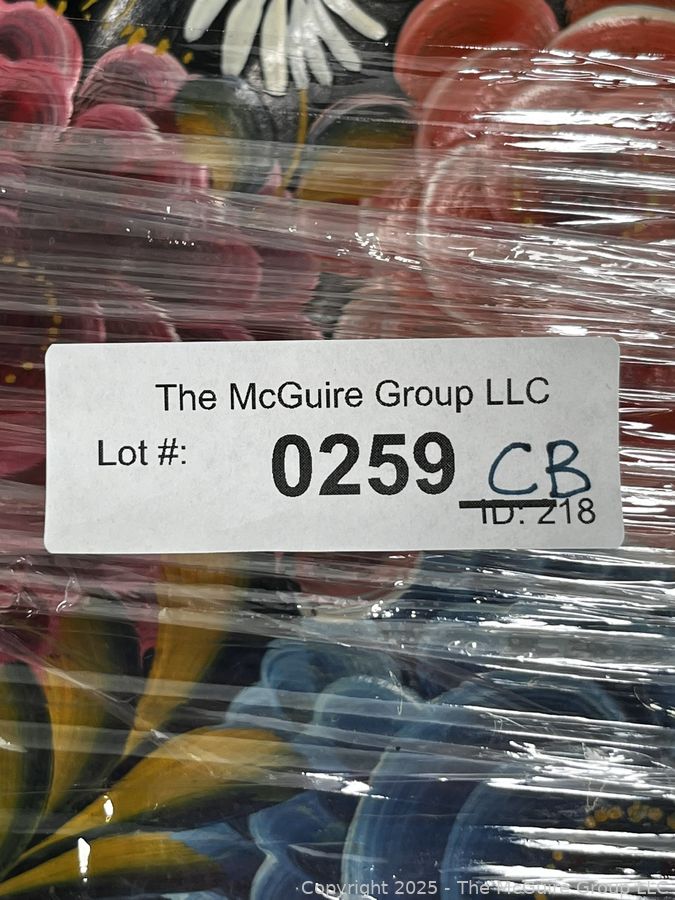 The McGuire Group LLC
Lot #: 0259 CB
ID: 218
Copyright 2025 - The McGuire Group LLC